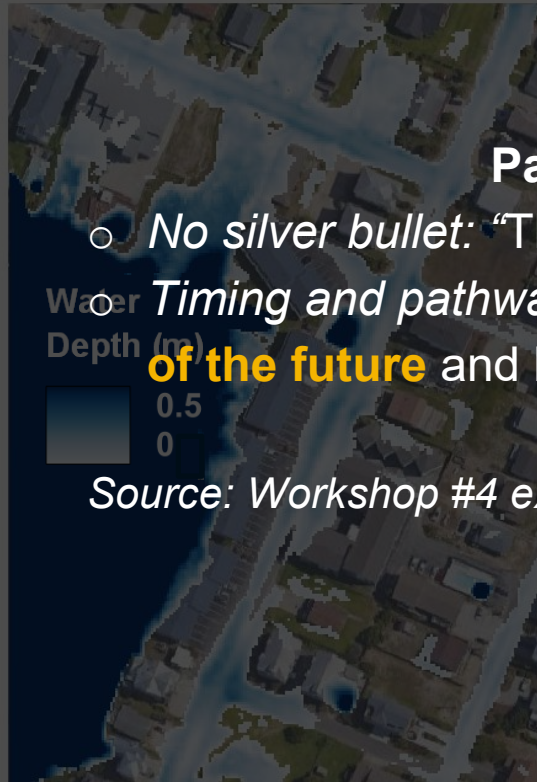 Pa
○ No silver bullet: “T
Water
○ Timing and pathwa
Depth (m)
of the future and
0.5
0
Source: Workshop #4 e